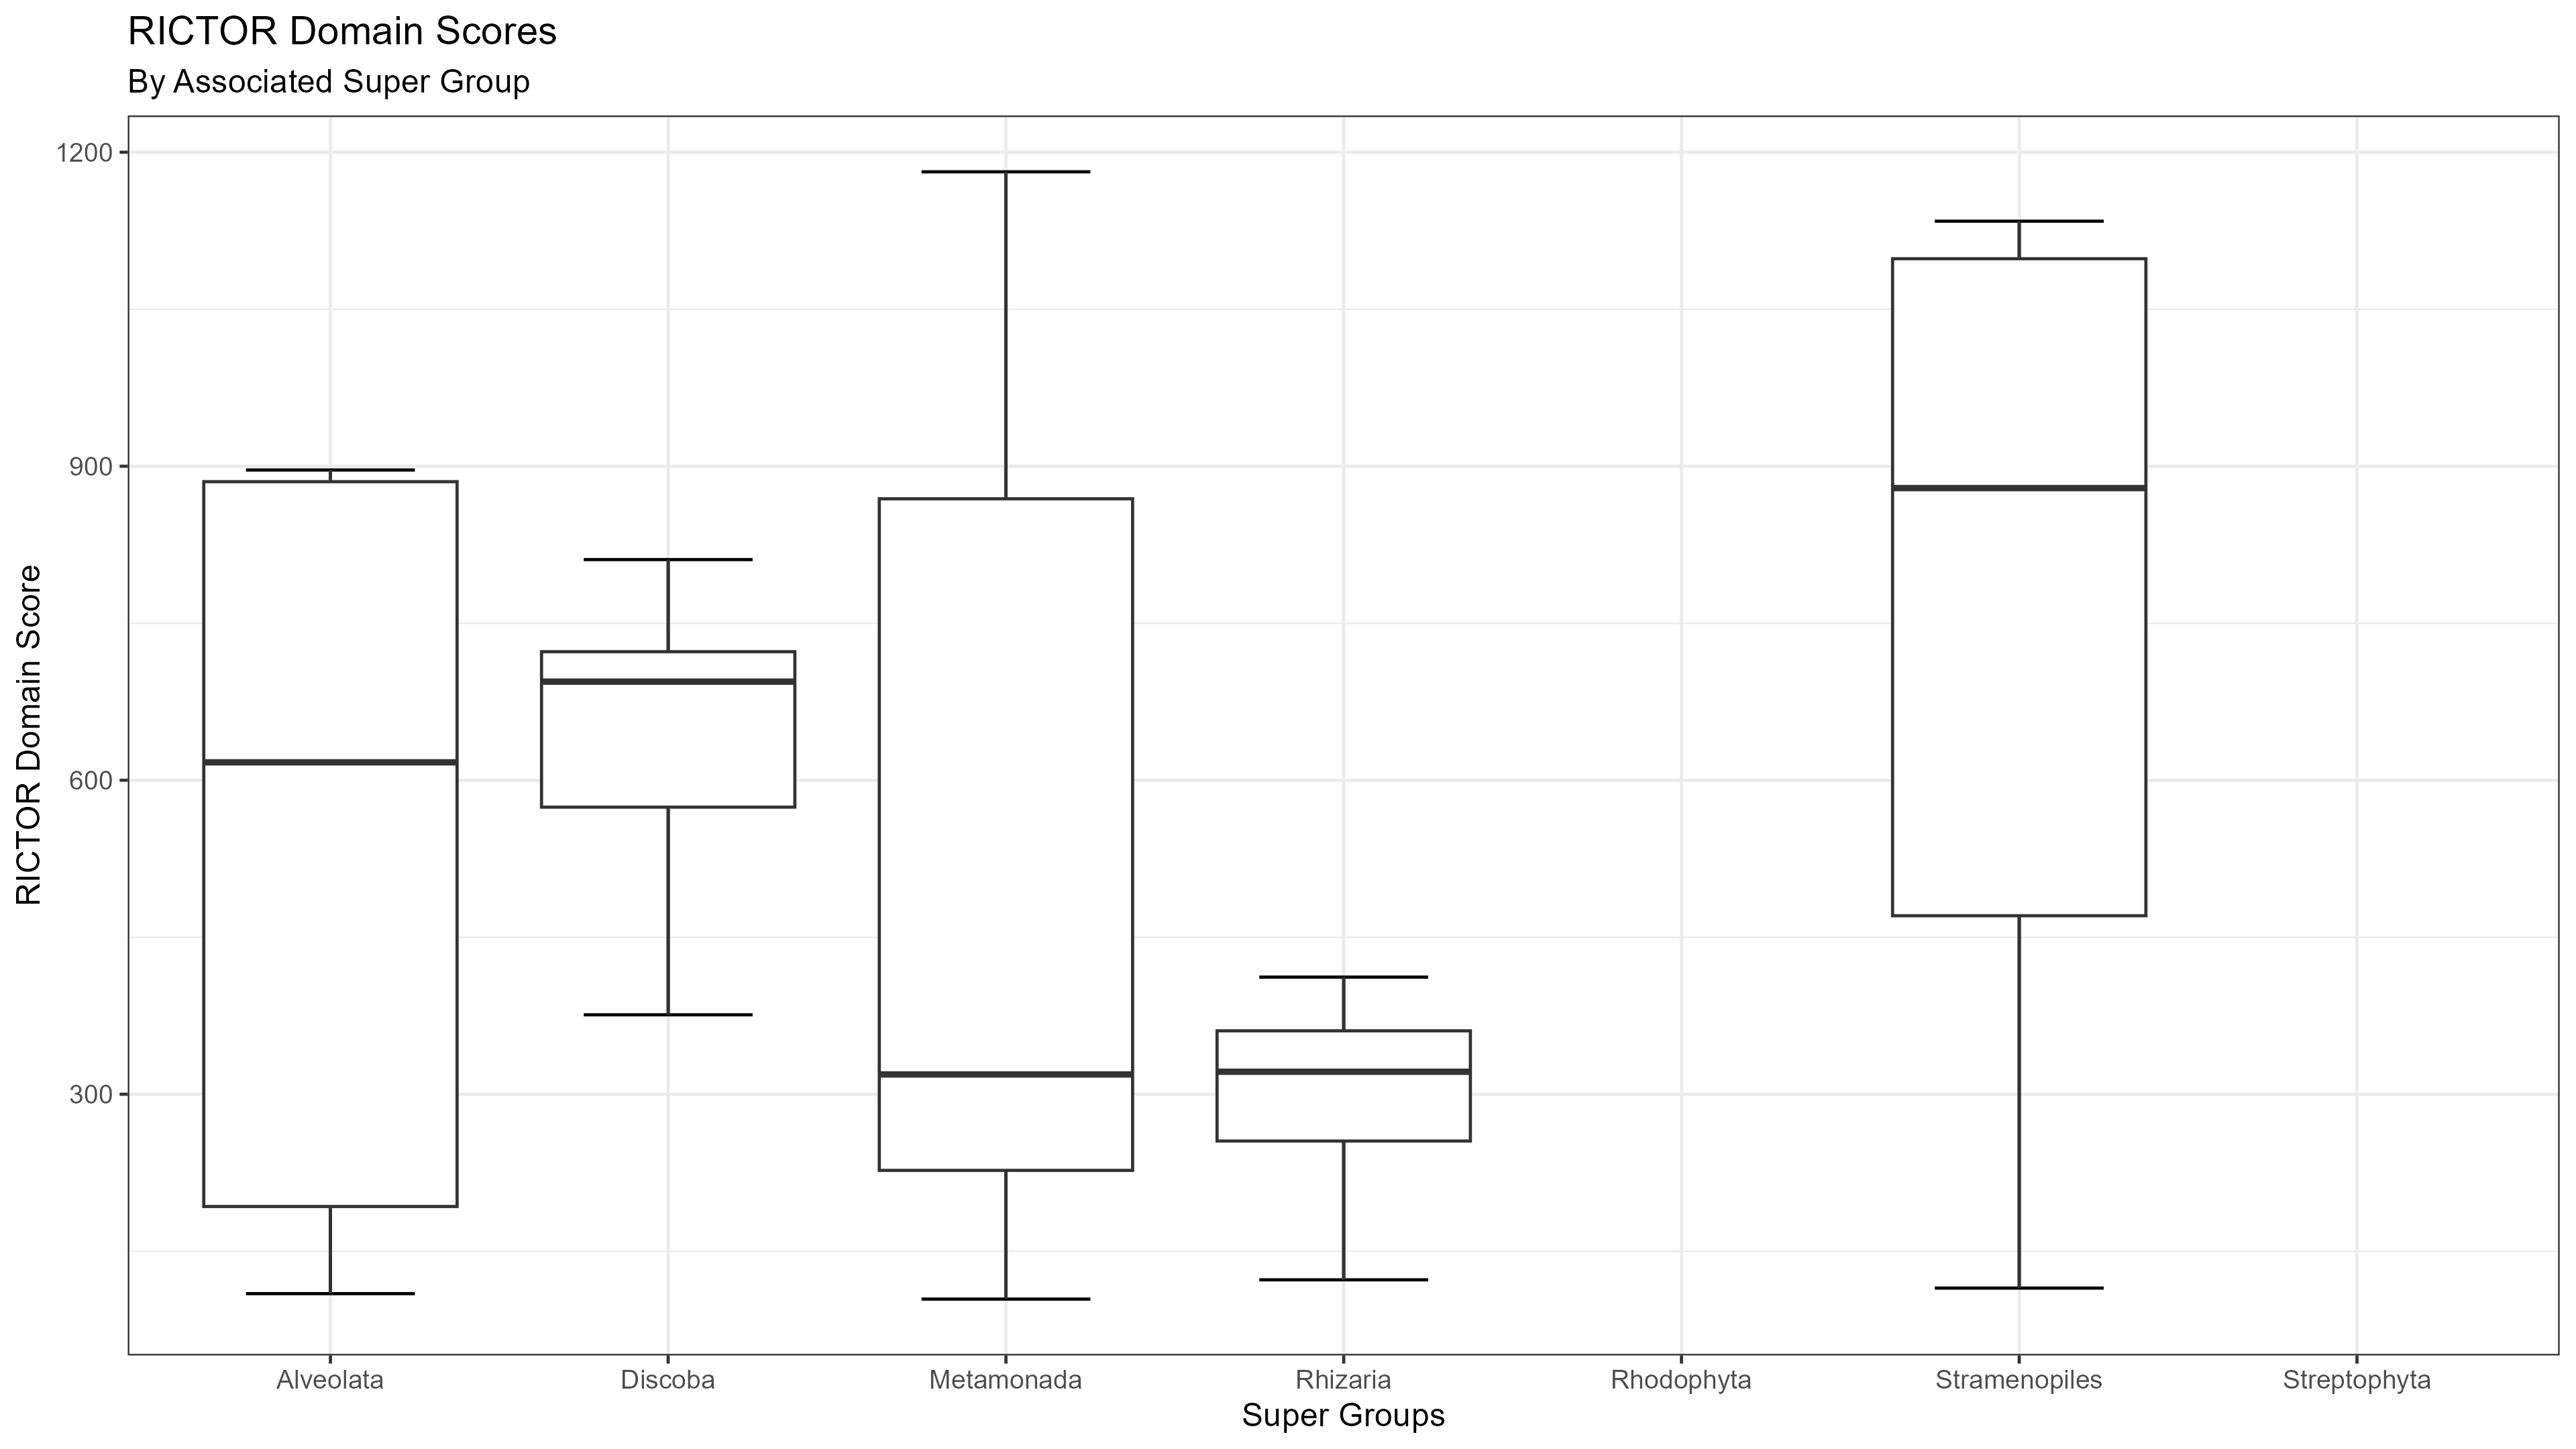 RICTOR Domain Scores
By Associated Super Group
RICTOR Domain Score
1200
900
600
300
Alveolata Discoba Metamonada Rhizaria Rhodophyta Stramenopiles Streptophyta
Super Groups